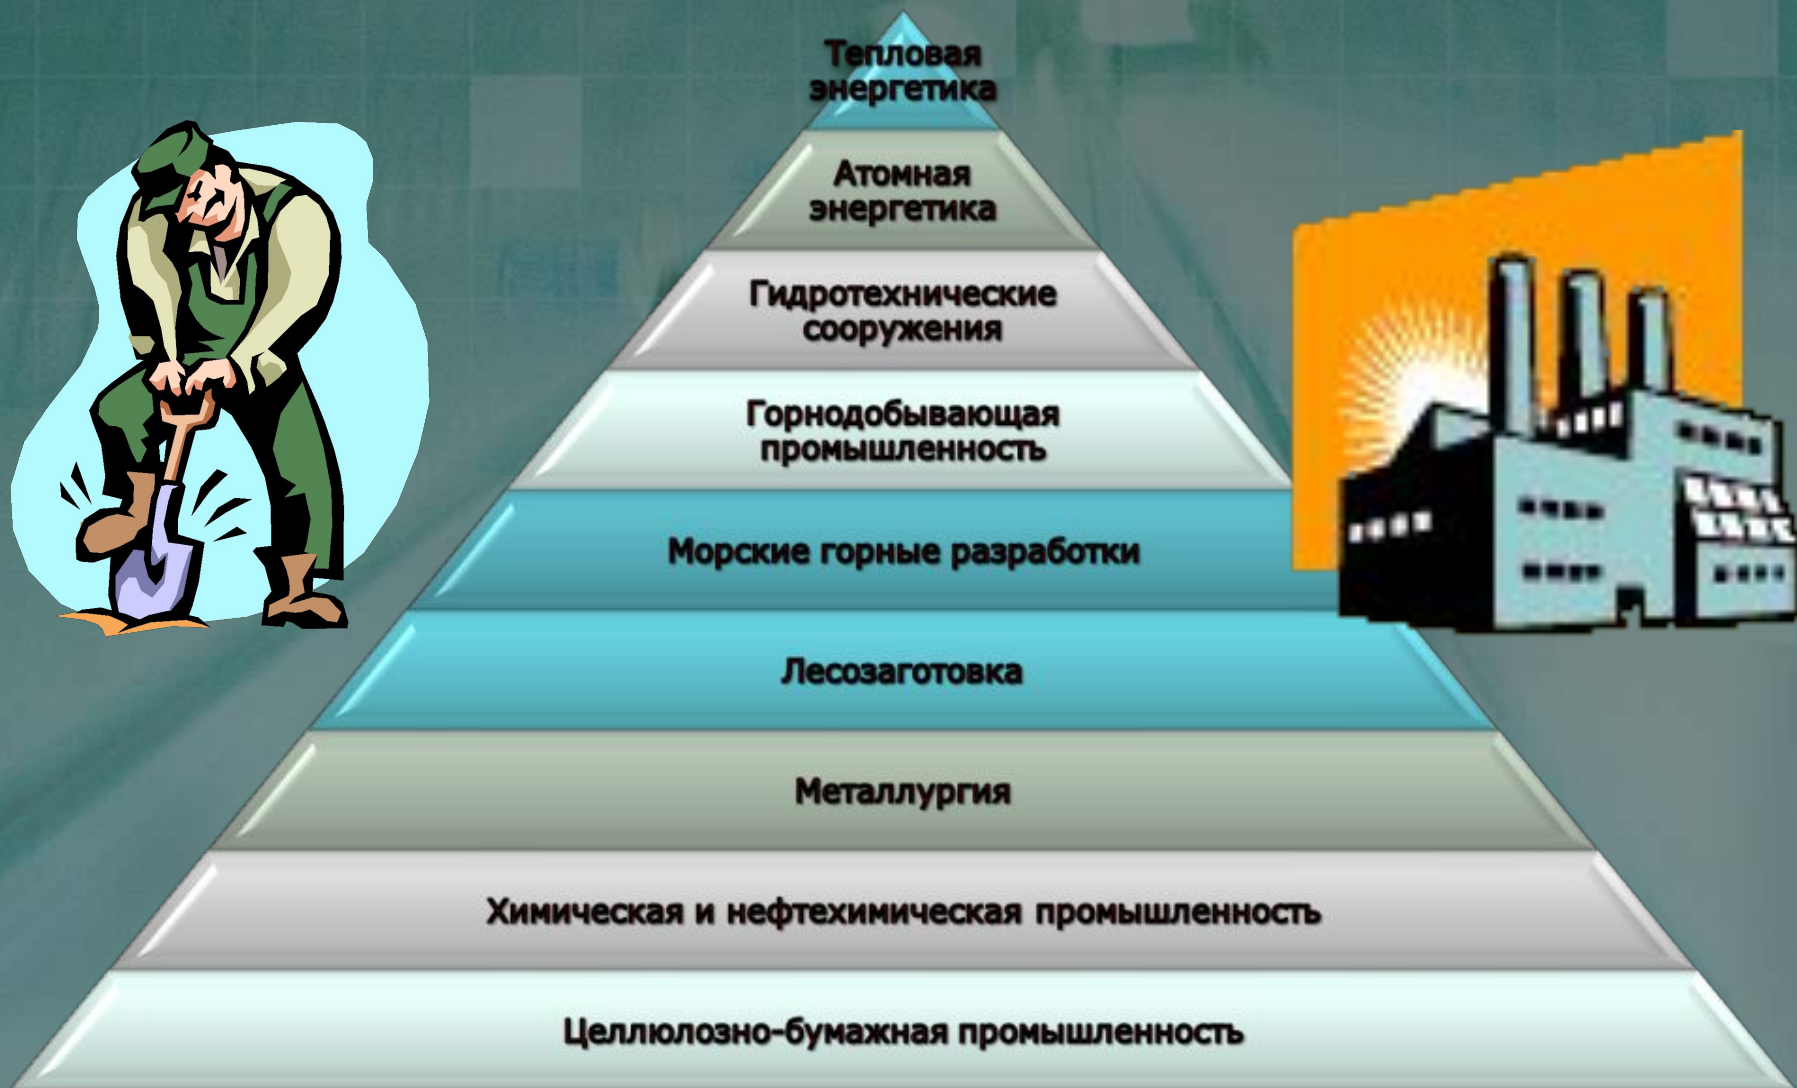 Тепловая
энергетика
Атомная
энергетика
Гидротехнические
сооружения
Горнодобывающая
промышленность
Морские горные разработки
Лесозаготовка
Металлургия
Химическая и нефтехимическая промышленность
Целлюлозно-бумажная промышленность